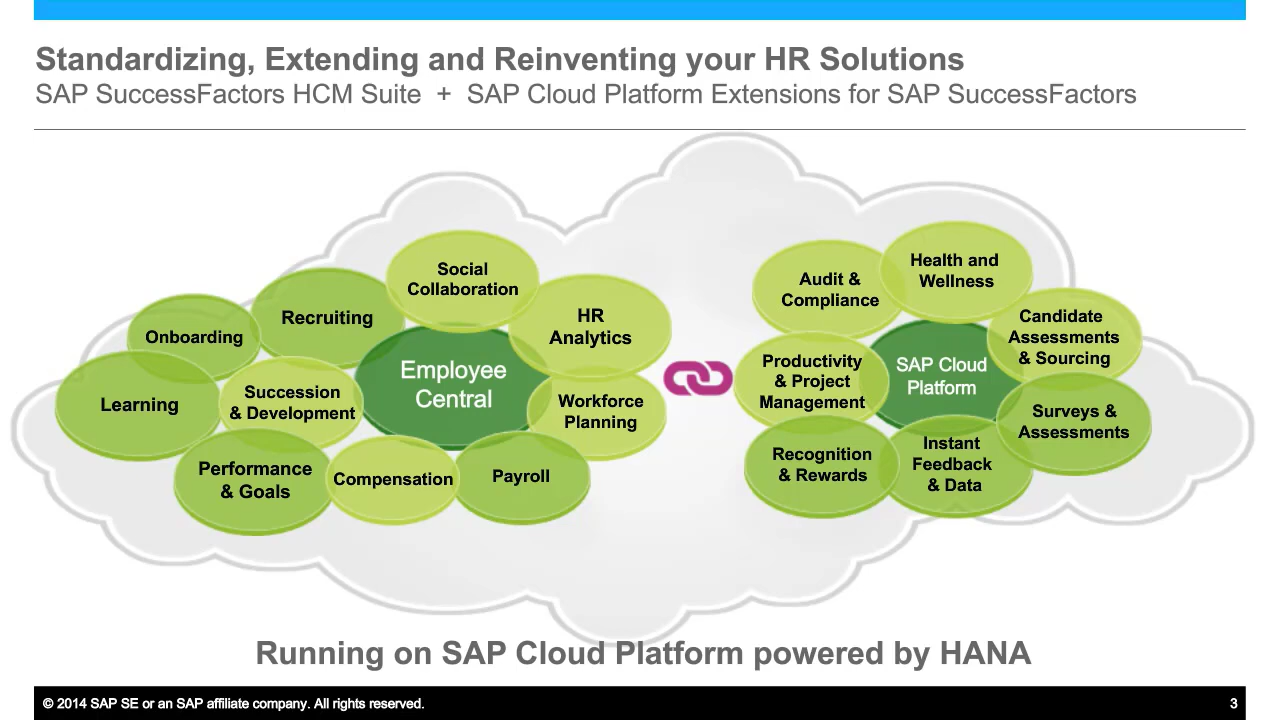 Standardizing, Extending and Reinventing your HR Solutions
SAP SuccessFactors HCM Suite + SAP Cloud Platform Extensions for SAP SuccessFactors
Social
Collaboration
Recruiting
Onboarding
HR
Analytics
Employee
Central
Learning
Succession
& Development
Workforce
Planning
Performance
& Goals
Compensation
Payroll
Health and
Wellness
Audit &
Compliance
Candidate
Assessments
& Sourcing
Productivity
& Project
Management
SAP Cloud
Platform
Surveys &
Assessments
Recognition
& Rewards
Instant
Feedback
& Data
Running on SAP Cloud Platform powered by HANA
© 2014 SAP SE or an SAP affiliate company. All rights reserved.
3